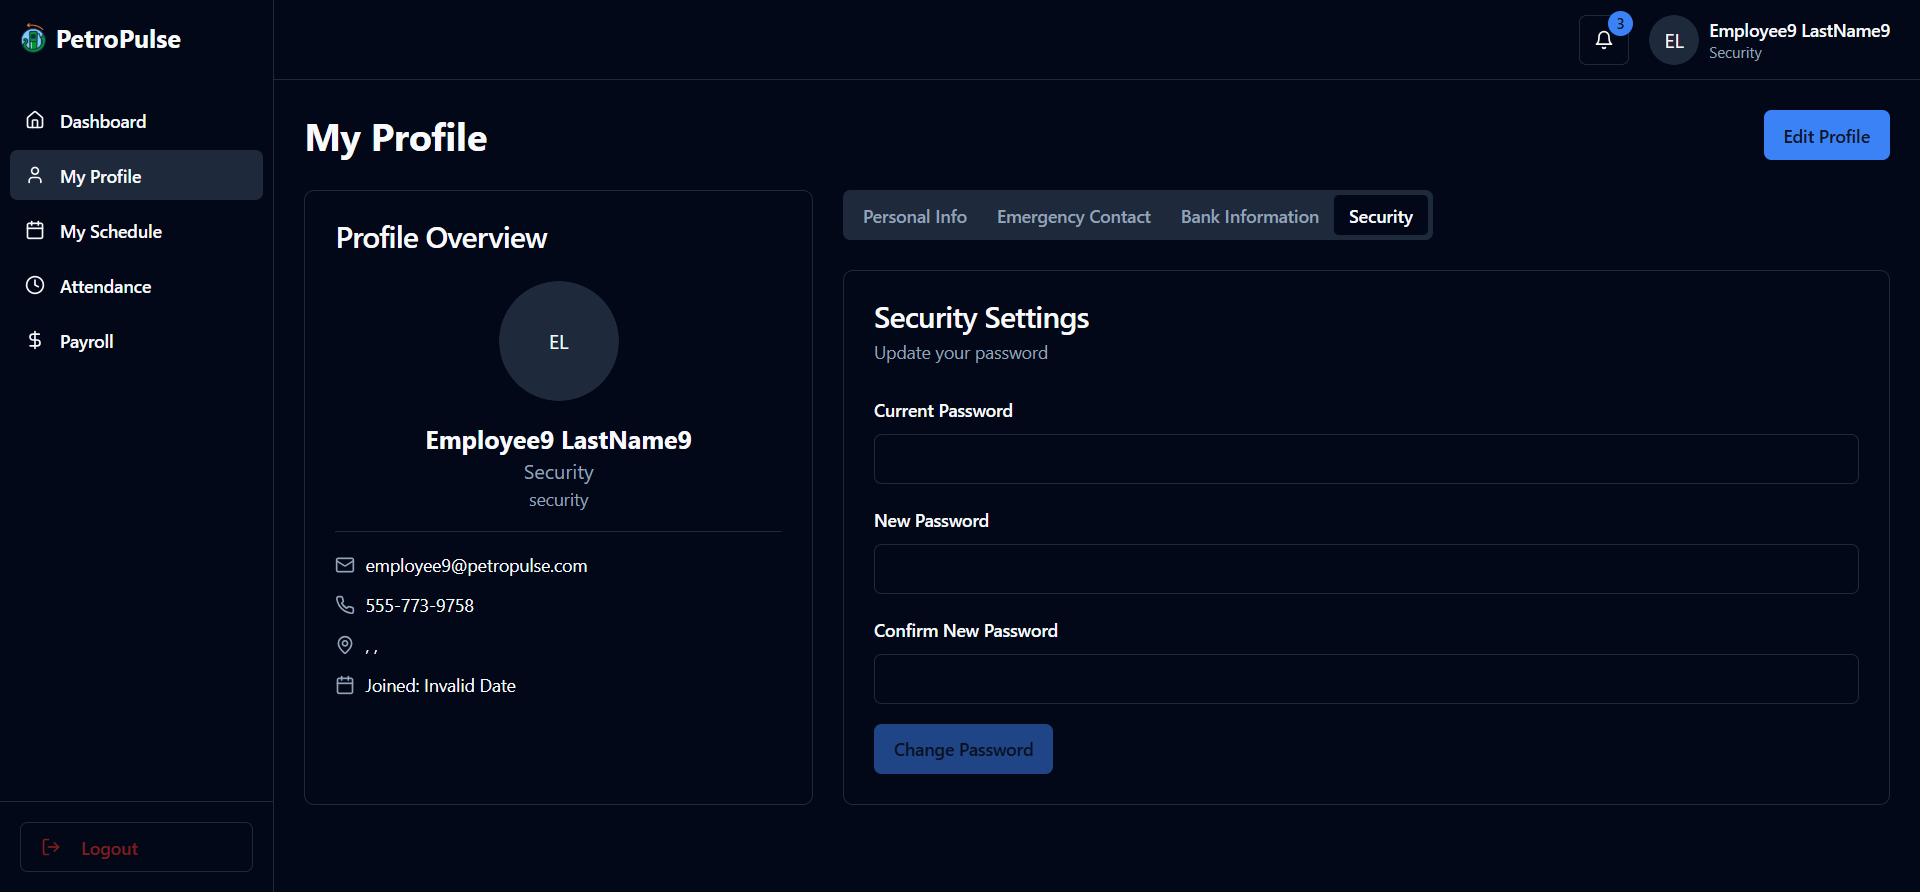 PetroPulse
3
EL
Employee9 LastName9
Security
Dashboard
My Profile
My Schedule
Attendance
Payroll
Logout
My Profile
Edit Profile
Profile Overview
EL
Employee9 LastName9
Security
security
employee9@petropulse.com
555-773-9758
, ,
Joined: Invalid Date
Personal Info Emergency Contact Bank Information Security
Security Settings
Update your password
Current Password
New Password
Confirm New Password
Change Password